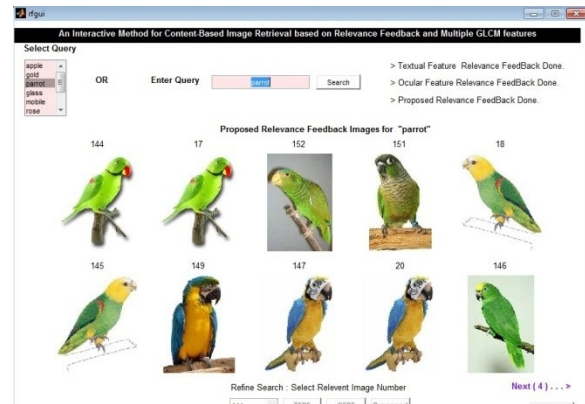 rfgui
An Interactive Method for Content-Based Image Retrieval based on Relevance Feedback and Multiple GLCM features
Select Query
apple
gold
parrot
glass
mobile
rose
OR
Enter Query
parrot
Search
> Textual Feature Relevance FeedBack Done.
> Ocular Feature Relevance FeedBack Done.
> Proposed Relevance FeedBack Done.
Proposed Relevance Feedback Images for "parrot"
144 17 152 151 18
145 149 147 20 146
Refine Search : Select Relevent Image Number
Next ( 4 ) . . . >